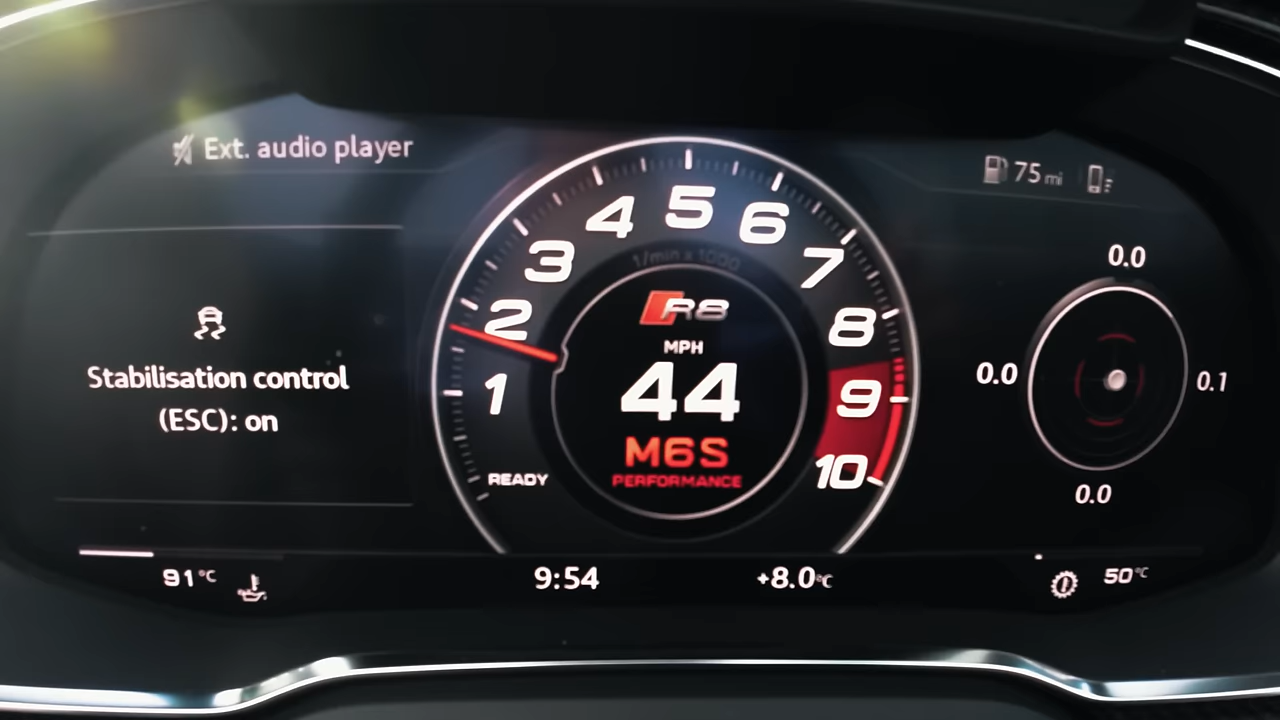 Ext. audio player
75 mi
Stabilisation control
(ESC): on
1
2
3
4
5
6
7
8
9
10
1/min x 1000
R8
MPH
44
M6S
PERFORMANCE
READY
0.0
0.0
0.1
0.0
91°C
9:54
+8.0°C
50°C